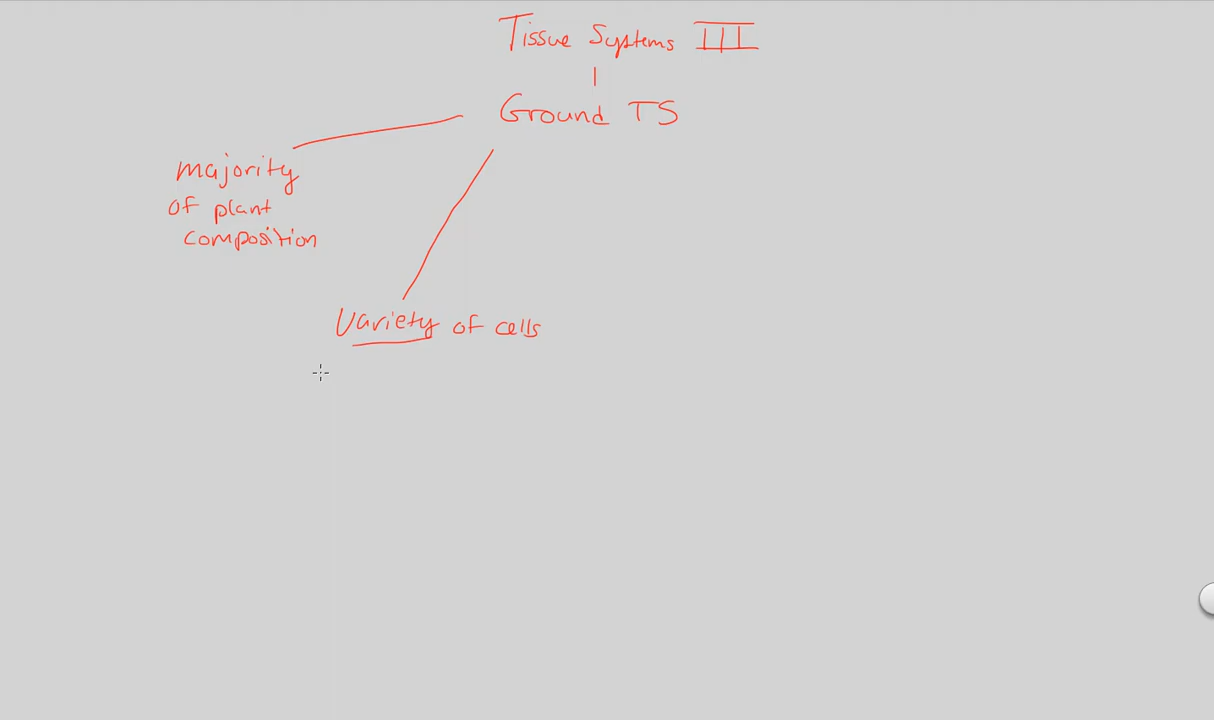 Tissue Systems III
Ground TS
majority
of plant
composition
Variety of cells